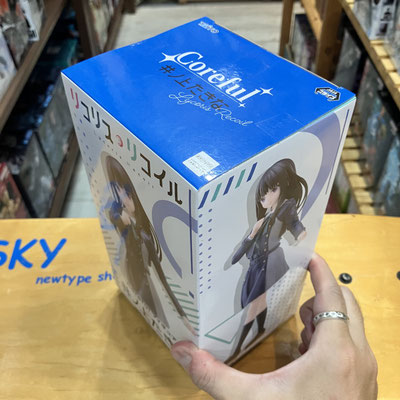 Coreful
井ノ上たきな
Lycoris Recoil
リコリス・リコイル
SKY
newtype sh